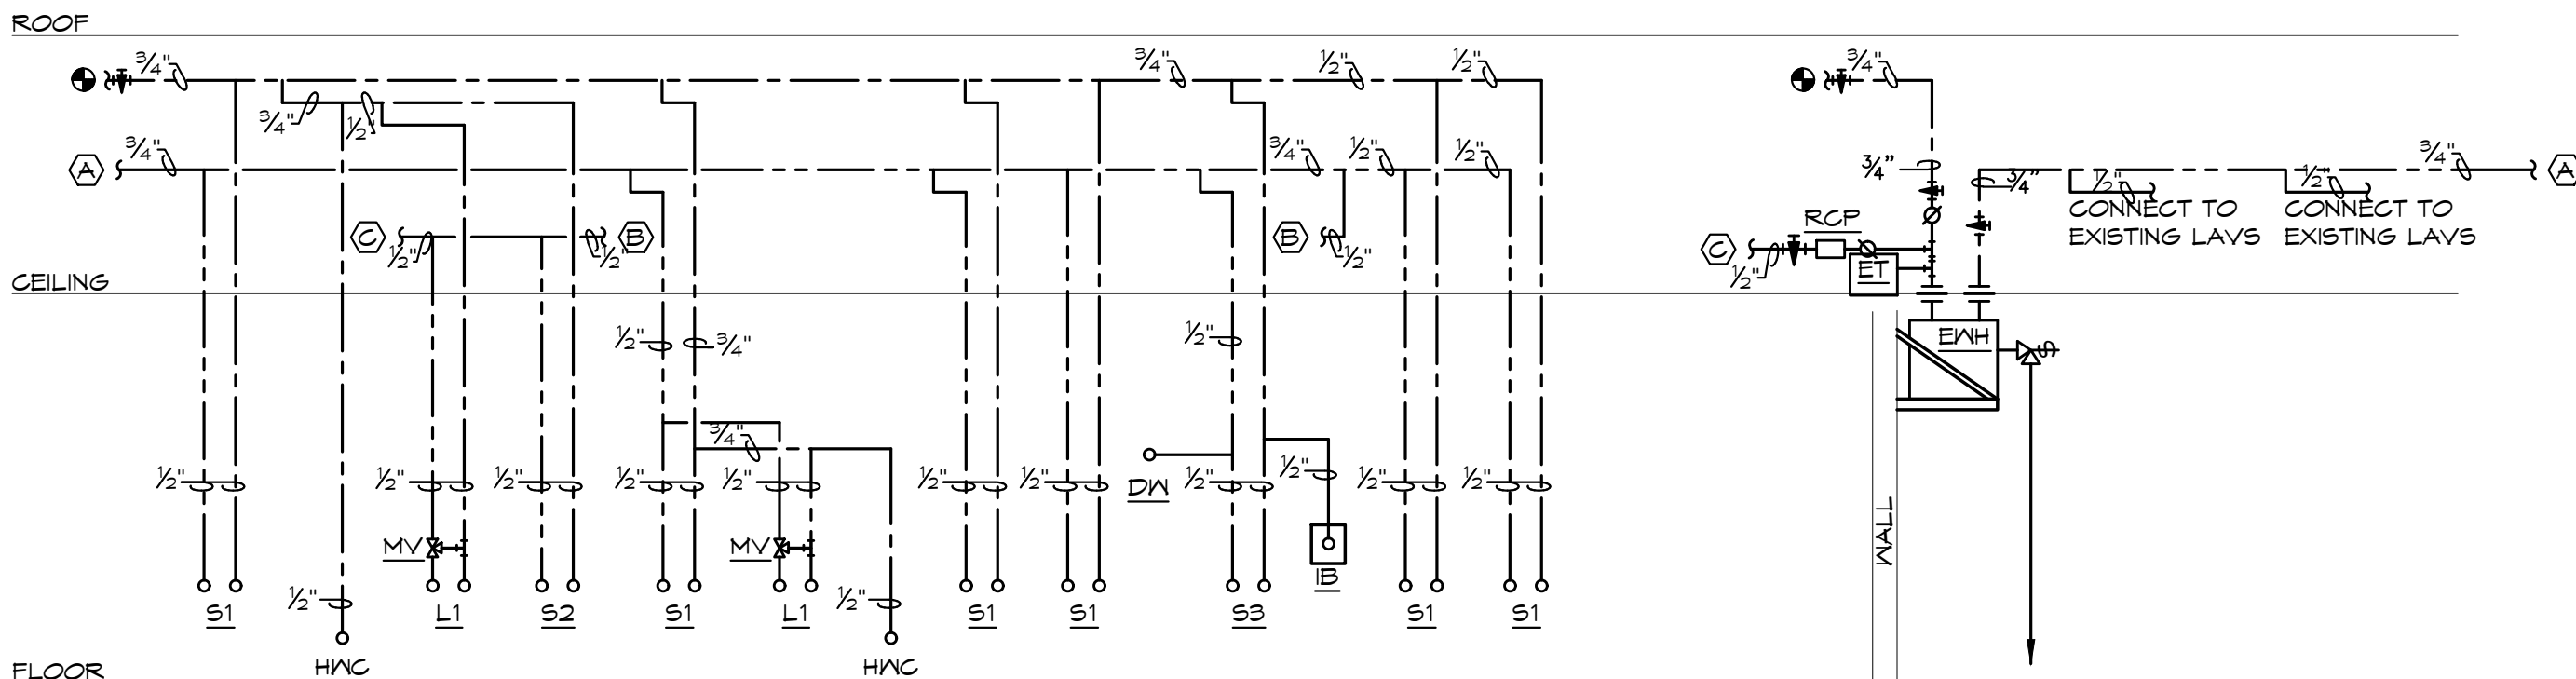 ROOF
3/4" 3/4" 1/2" 1/2" 3/4"
3/4" 1/2"
A 3/4" 3/4" 1/2" 1/2" 3/4" 3/4" 1/2" 1/2" 3/4" A
CONNECT TO CONNECT TO
EXISTING LAVS EXISTING LAVS
RCP
C 1/2" B 1/2" B 1/2" C 1/2"
ET
CEILING
1/2" 3/4" 1/2" EWH
3/4"
1/2" 1/2" 1/2" 1/2" 1/2" 1/2" 1/2" DW 1/2" 1/2" 1/2" 1/2"
WALL
MV MV
IB
1/2" 1/2"
S1 L1 S2 S1 L1 S1 S1 S3 S1 S1
HWC HWC
FLOOR